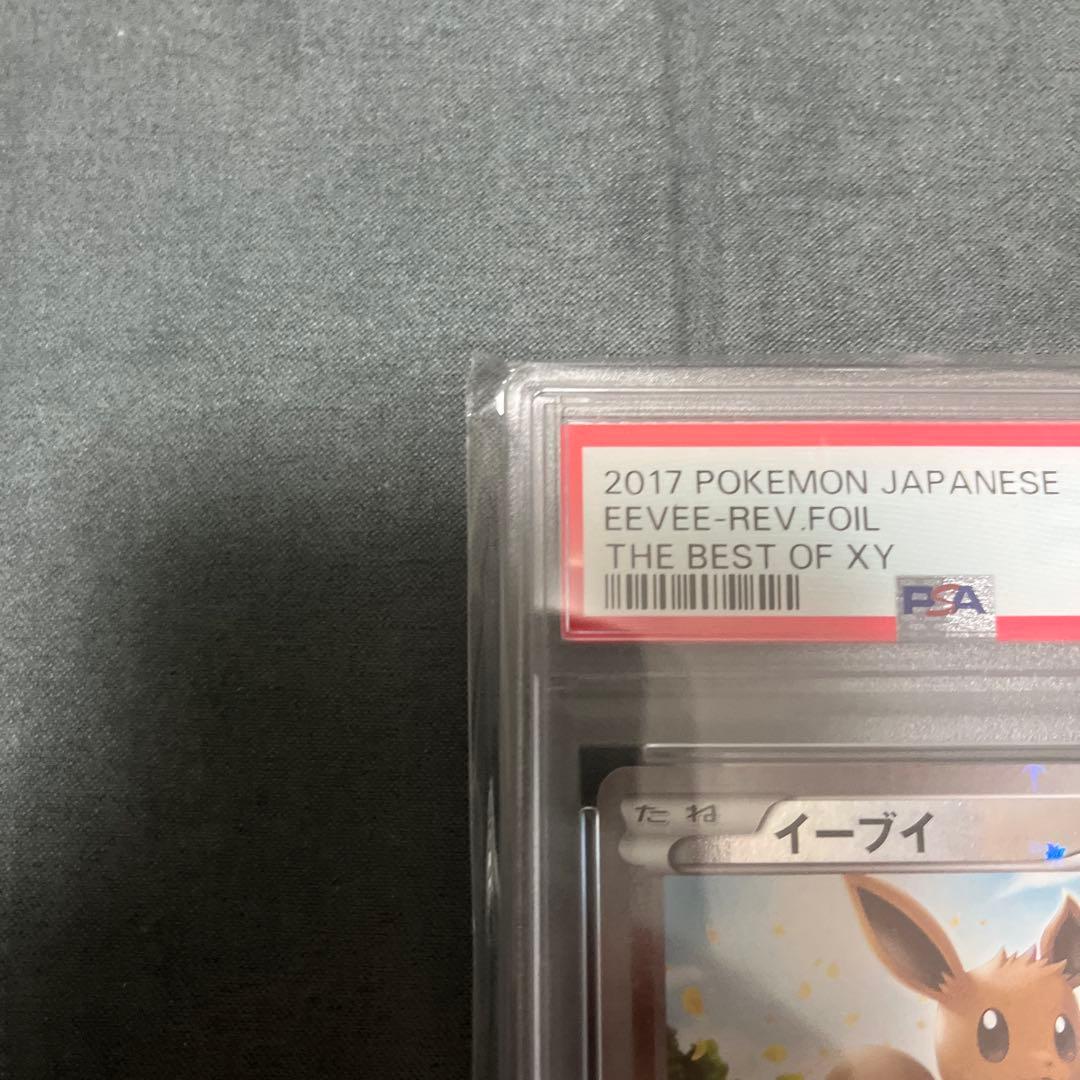 2017 POKEMON JAPANESE
EEVEE-REV.FOIL
THE BEST OF XY
PSA
たね
イーブイ